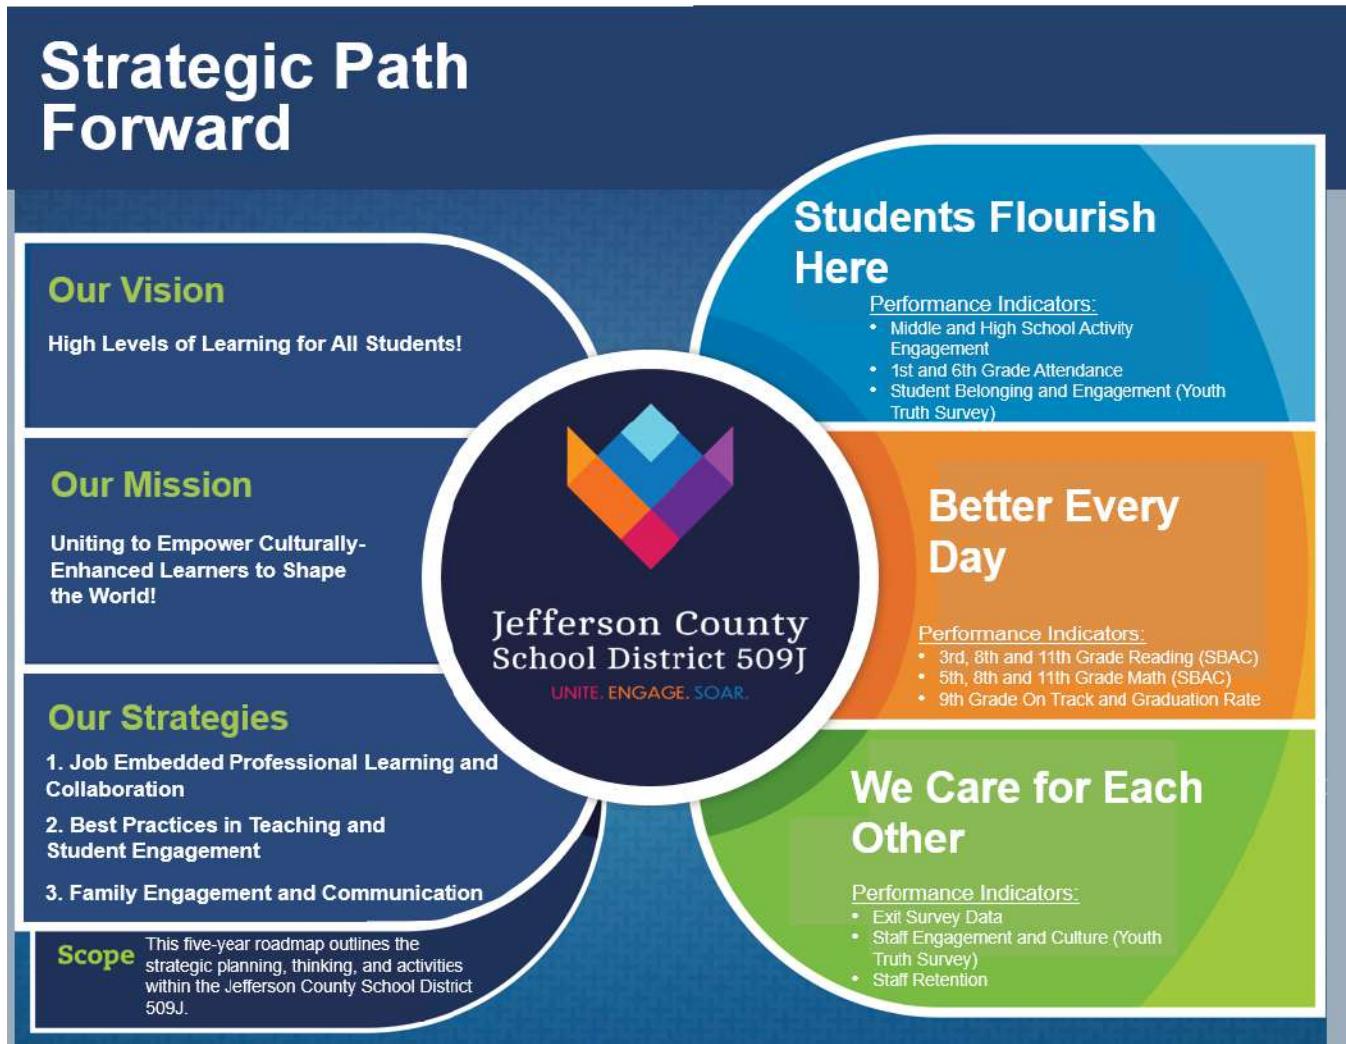 Strategic Path
Forward
Our Vision
High Levels of Learning for All Students!
Our Mission
Uniting to Empower Culturally-
Enhanced Learners to Shape
the World!
Our Strategies
1. Job Embedded Professional Learning and
Collaboration
2. Best Practices in Teaching and
Student Engagement
3. Family Engagement and Communication
Scope
This five-year roadmap outlines the
strategic planning, thinking, and activities
within the Jefferson County School District
509J.
Jefferson County
School District 509J
UNITE. ENGAGE. SOAR.
Students Flourish
Here
Performance Indicators:
• Middle and High School Activity
Engagement
• 1st and 6th Grade Attendance
• Student Belonging and Engagement (Youth
Truth Survey)
Better Every
Day
Performance Indicators:
• 3rd, 8th and 11th Grade Reading (SBAC)
• 5th, 8th and 11th Grade Math (SBAC)
• 9th Grade On Track and Graduation Rate
We Care for Each
Other
Performance Indicators:
• Exit Survey Data
• Staff Engagement and Culture (Youth
Truth Survey)
• Staff Retention